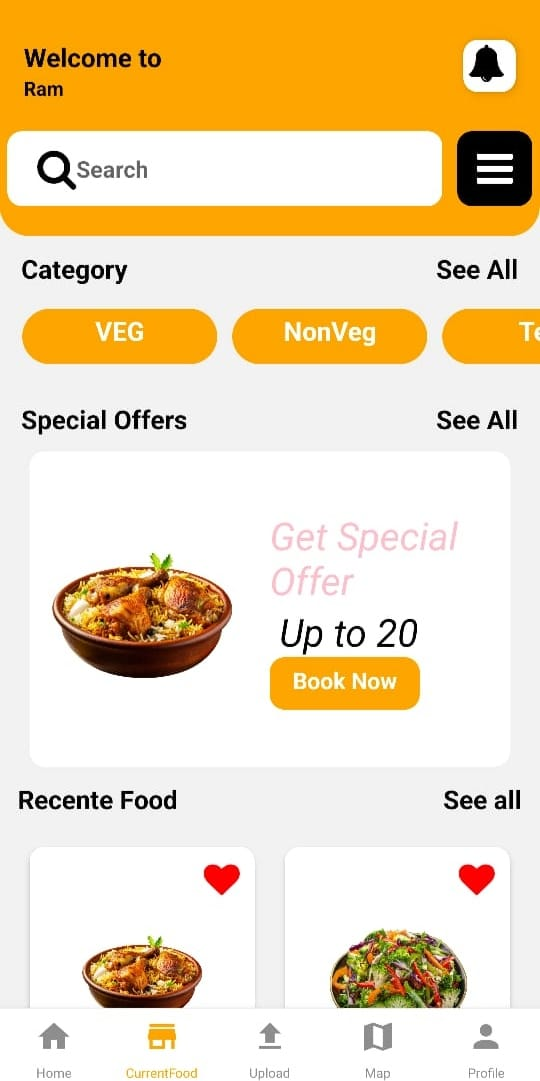 Welcome to
Ram
Search
Category See All
VEG NonVeg Te
Special Offers See All
Get Special
Offer
Up to 20
Book Now
Recente Food See all
Home CurrentFood Upload Map Profile